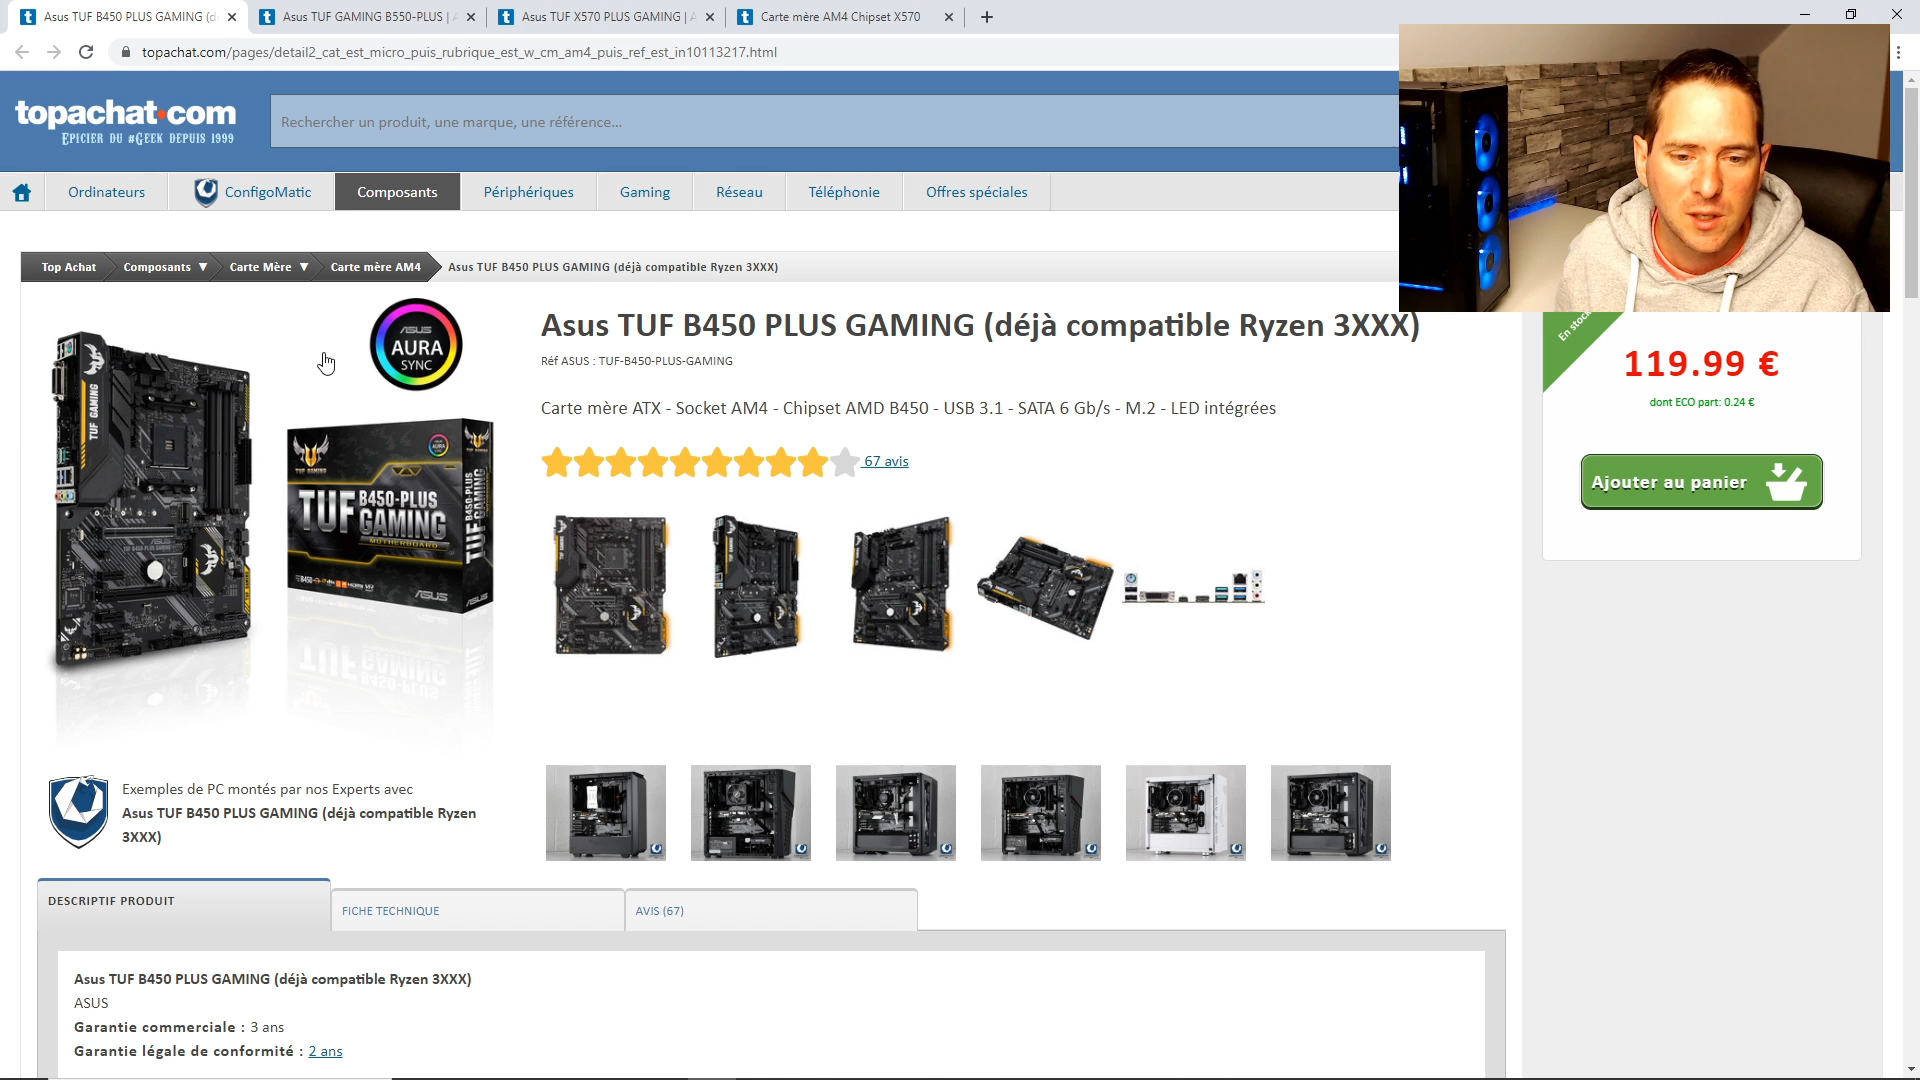 Asus TUF B450 PLUS GAMING (d
Asus TUF GAMING B550-PLUS |
Asus TUF X570 PLUS GAMING |
Carte mère AM4 Chipset X570
topachat.com/pages/detail2_cat_est_micro_puis_rubrique_est_w_cm_am4_puis_ref_est_in10113217.html
topachat.com
EPICIER DU #GEEK DEPUIS 1999
Rechercher un produit, une marque, une référence...
Ordinateurs
ConfigoMatic
Composants
Périphériques
Gaming
Réseau
Téléphonie
Offres spéciales
Top Achat
Composants ▼
Carte Mère ▼
Carte mère AM4
Asus TUF B450 PLUS GAMING (déjà compatible Ryzen 3XXX)
ASUS
AURA
SYNC
TUF GAMING
TUF GAMING
TUF B450-PLUS
GAMING
MOTHERBOARD
ASUS
TUF GAMING
B450-PLUS
Asus TUF B450 PLUS GAMING (déjà compatible Ryzen 3XXX)
Réf ASUS : TUF-B450-PLUS-GAMING
Carte mère ATX - Socket AM4 - Chipset AMD B450 - USB 3.1 - SATA 6 Gb/s - M.2 - LED intégrées
67 avis
En stock
119.99 €
dont ECO part: 0.24 €
Ajouter au panier
Exemples de PC montés par nos Experts avec
Asus TUF B450 PLUS GAMING (déjà compatible Ryzen
3XXX)
DESCRIPTIF PRODUIT
FICHE TECHNIQUE
AVIS (67)
Asus TUF B450 PLUS GAMING (déjà compatible Ryzen 3XXX)
ASUS
Garantie commerciale : 3 ans
Garantie légale de conformité : 2 ans